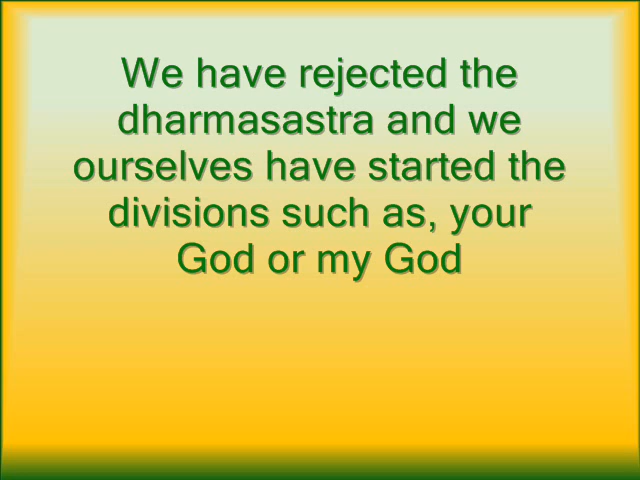 We have rejected the
dharmasastra and we
ourselves have started the
divisions such as, your
God or my God